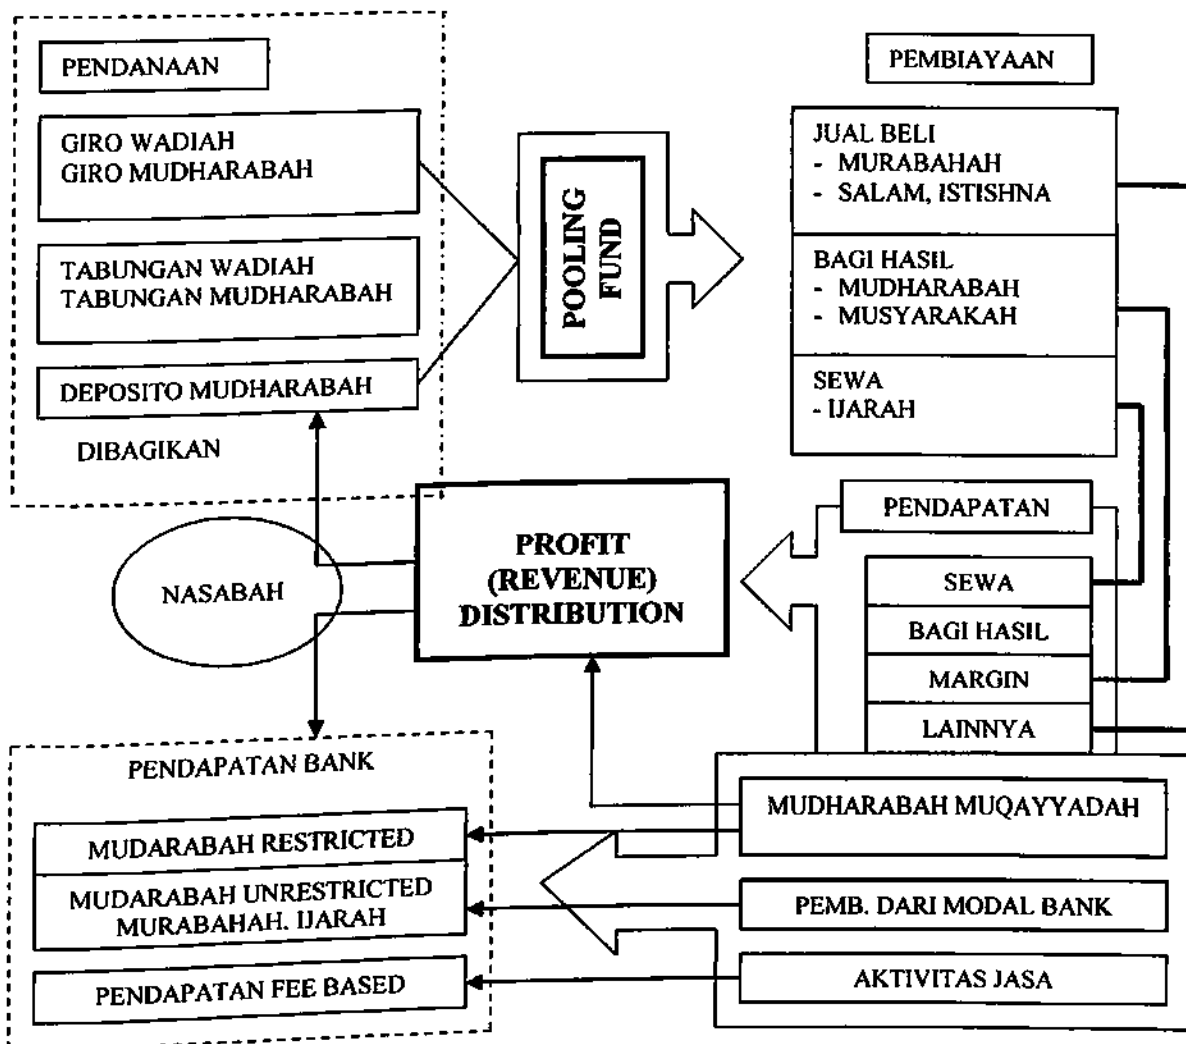 PENDANAAN
GIRO WADIAH
GIRO MUDHARABAH
TABUNGAN WADIAH
TABUNGAN MUDHARABAH
DEPOSITO MUDHARABAH
DIBAGIKAN
POOLING
FUND
PEMBIAYAAN
JUAL BELI
- MURABAHAH
- SALAM, ISTISHNA
BAGI HASIL
- MUDHARABAH
- MUSYARAKAH
SEWA
- IJARAH
NASABAH
PROFIT
(REVENUE)
DISTRIBUTION
PENDAPATAN
SEWA
BAGI HASIL
MARGIN
LAINNYA
PENDAPATAN BANK
MUDARABAH RESTRICTED
MUDARABAH UNRESTRICTED
MURABAHAH. IJARAH
PENDAPATAN FEE BASED
MUDHARABAH MUQAYYADAH
PEMB. DARI MODAL BANK
AKTIVITAS JASA